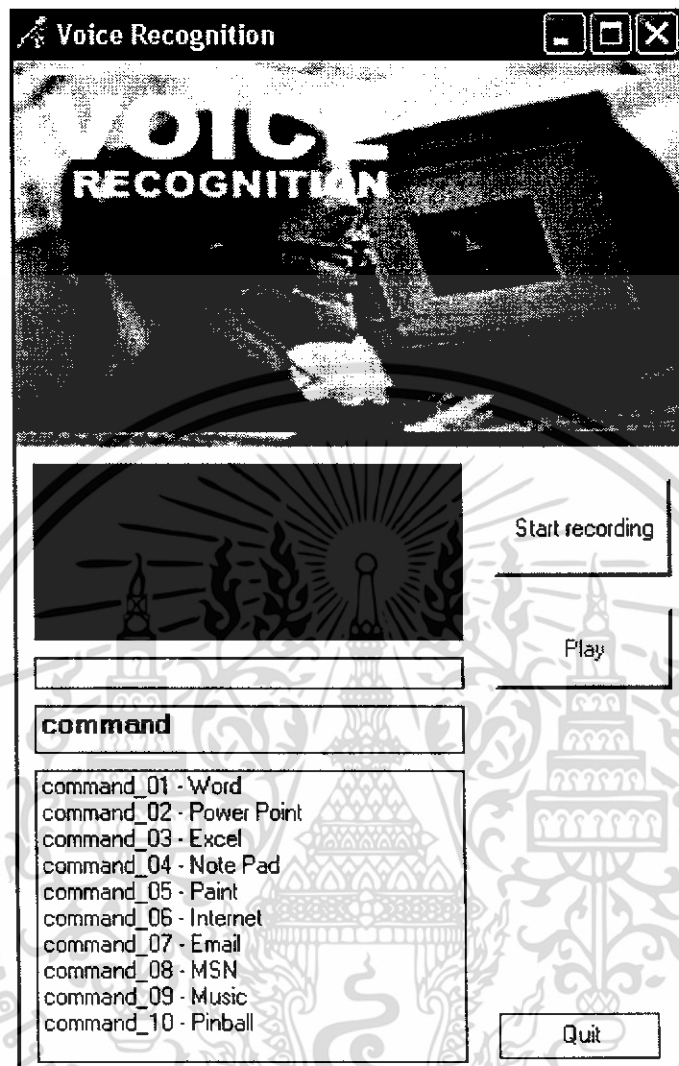 Voice Recognition
VOICE
RECOGNITION
Start recording
Play
command
command_01 - Word
command_02 - Power Point
command_03 - Excel
command_04 - Note Pad
command_05 - Paint
command_06 - Internet
command_07 - Email
command_08 - MSN
command_09 - Music
command_10 - Pinball
Quit